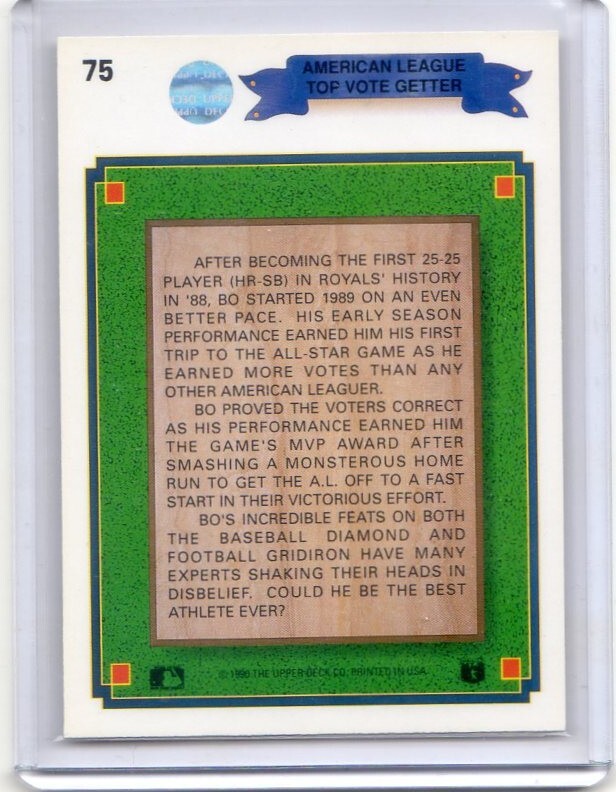 75
AMERICAN LEAGUE
TOP VOTE GETTER
AFTER BECOMING THE FIRST 25-25
PLAYER (HR-SB) IN ROYALS' HISTORY
IN '88, BO STARTED 1989 ON AN EVEN
BETTER PACE. HIS EARLY SEASON
PERFORMANCE EARNED HIM HIS FIRST
TRIP TO THE ALL-STAR GAME AS HE
EARNED MORE VOTES THAN ANY
OTHER AMERICAN LEAGUER.
BO PROVED THE VOTERS CORRECT
AS HIS PERFORMANCE EARNED HIM
THE GAME'S MVP AWARD AFTER
SMASHING A MONSTEROUS HOME
RUN TO GET THE A.L. OFF TO A FAST
START IN THEIR VICTORIOUS EFFORT.
BO'S INCREDIBLE FEATS ON BOTH
THE BASEBALL DIAMOND AND
FOOTBALL GRIDIRON HAVE MANY
EXPERTS SHAKING THEIR HEADS IN
DISBELIEF. COULD HE BE THE BEST
ATHLETE EVER?
© 1990 THE UPPER DECK CO. PRINTED IN USA